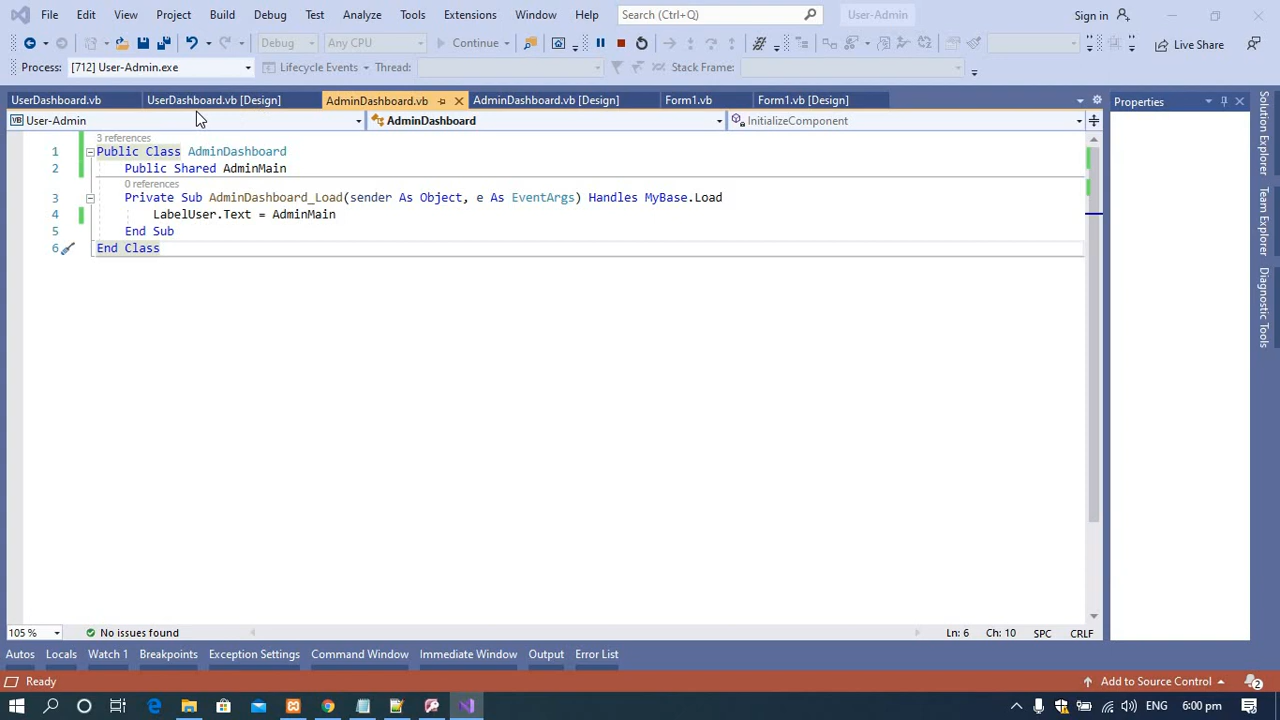 File Edit View Project Build Debug Test Analyze Tools Extensions Window Help Search (Ctrl+Q) User-Admin Sign in
Debug Any CPU Continue Live Share
Process: [712] User-Admin.exe Lifecycle Events Thread: Stack Frame:
UserDashboard.vb UserDashboard.vb [Design] AdminDashboard.vb AdminDashboard.vb [Design] Form1.vb Form1.vb [Design] Properties
User-Admin AdminDashboard InitializeComponent
3 references
1 Public Class AdminDashboard
2 Public Shared AdminMain
0 references
3 Private Sub AdminDashboard_Load(sender As Object, e As EventArgs) Handles MyBase.Load
4 LabelUser.Text = AdminMain
5 End Sub
6 End Class
Solution Explorer
Team Explorer
Diagnostic Tools
105 % No issues found Ln: 6 Ch: 10 SPC CRLF
Autos Locals Watch 1 Breakpoints Exception Settings Command Window Immediate Window Output Error List
Ready Add to Source Control 2
ENG 6:00 pm